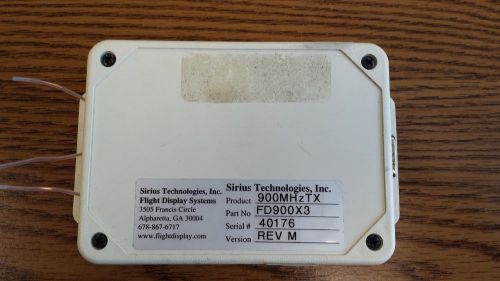 Sirius Technologies, Inc.
Flight Display Systems
3505 Francis Circle
Alpharetta, GA 30004
678-867-6717
www.flightdisplay.com
Sirius Technologies, Inc.
Product 900MHzTX
Part No FD900X3
Serial # 40176
Version REV M